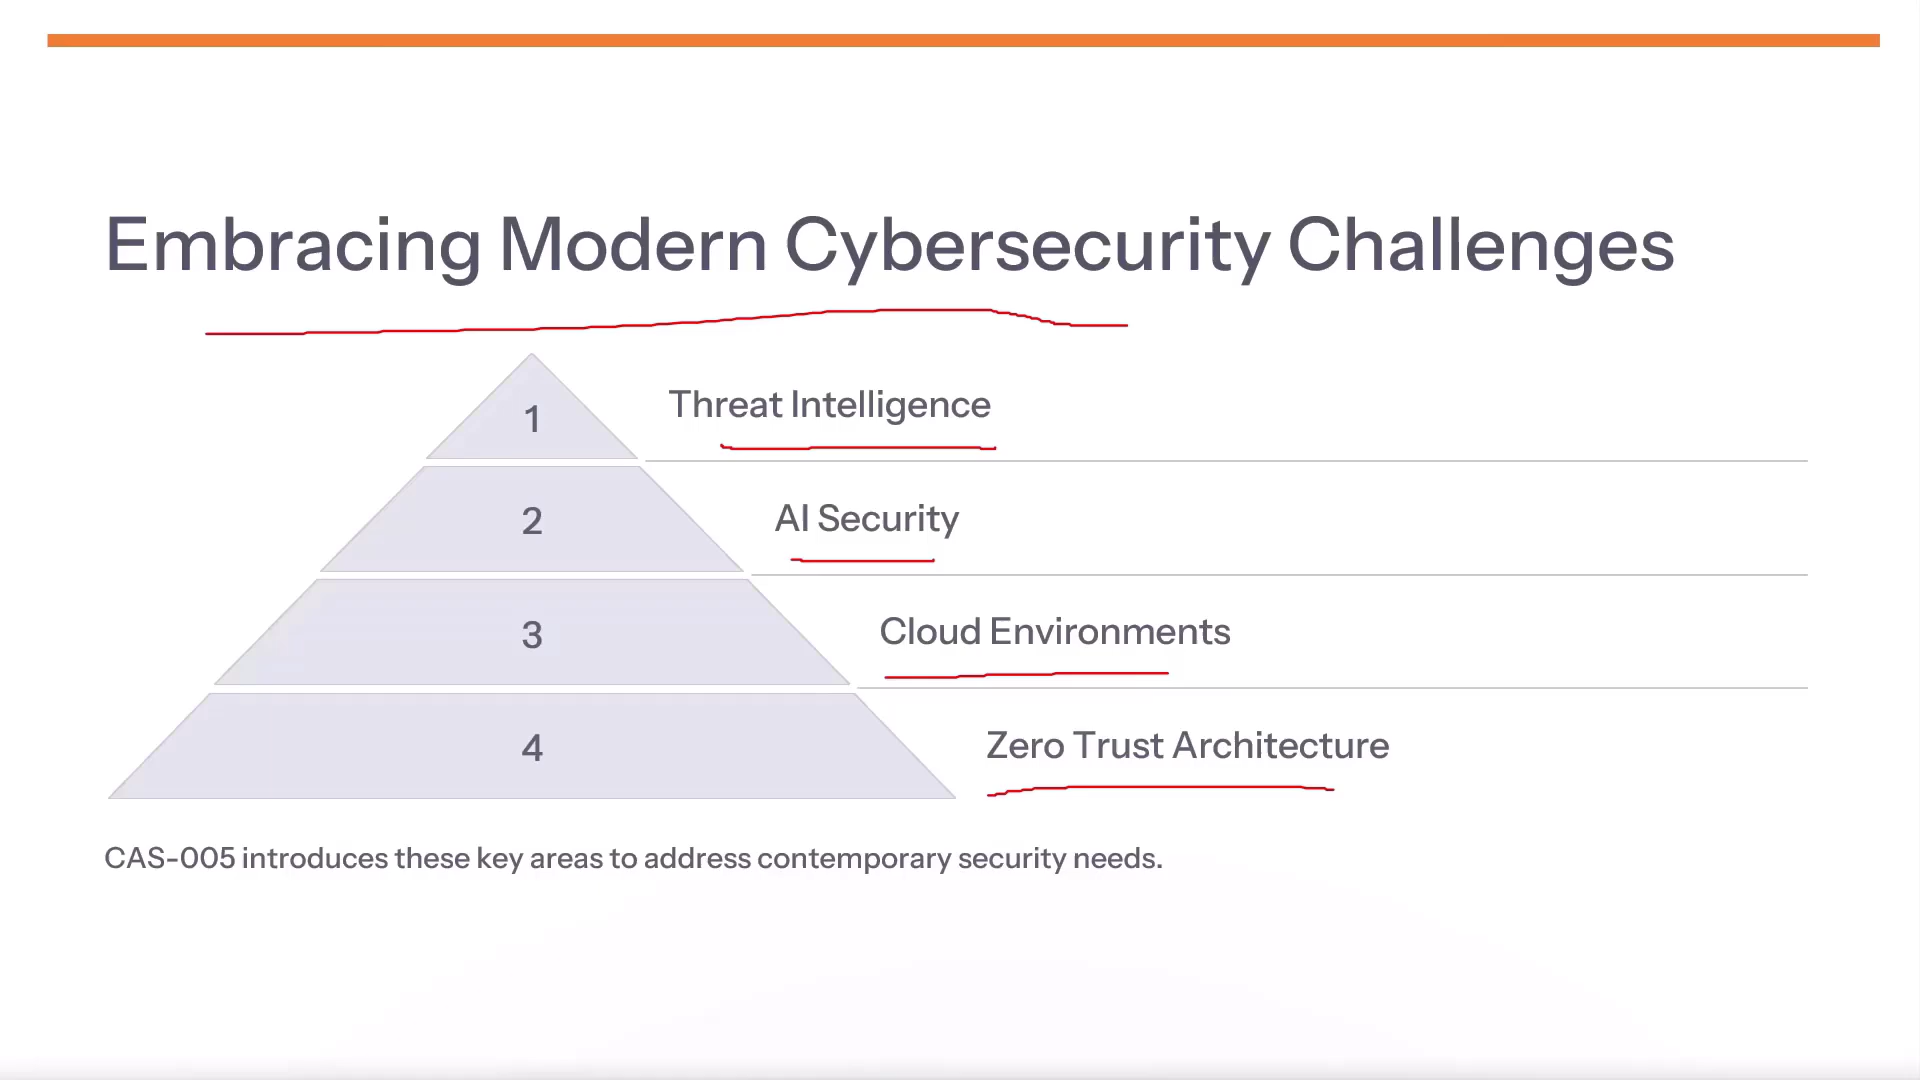 Embracing Modern Cybersecurity Challenges
1
Threat Intelligence
2
AI Security
3
Cloud Environments
4
Zero Trust Architecture
CAS-005 introduces these key areas to address contemporary security needs.